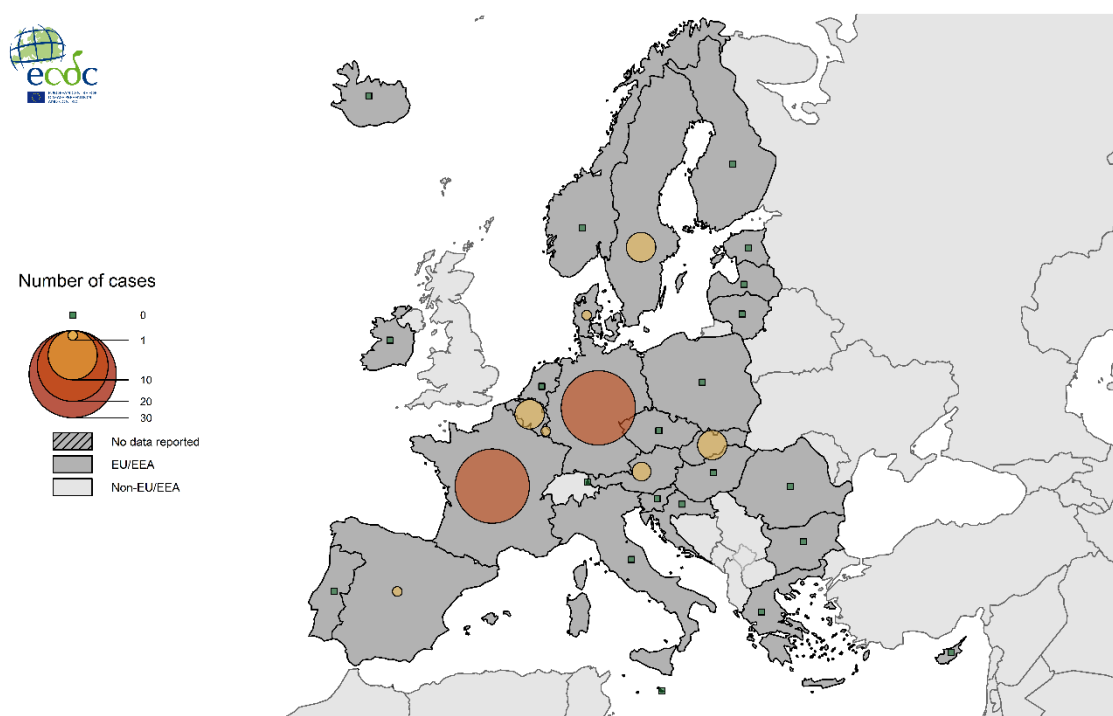 ecdc
Number of cases
0
1
10
20
30
No data reported
EU/EEA
Non-EU/EEA